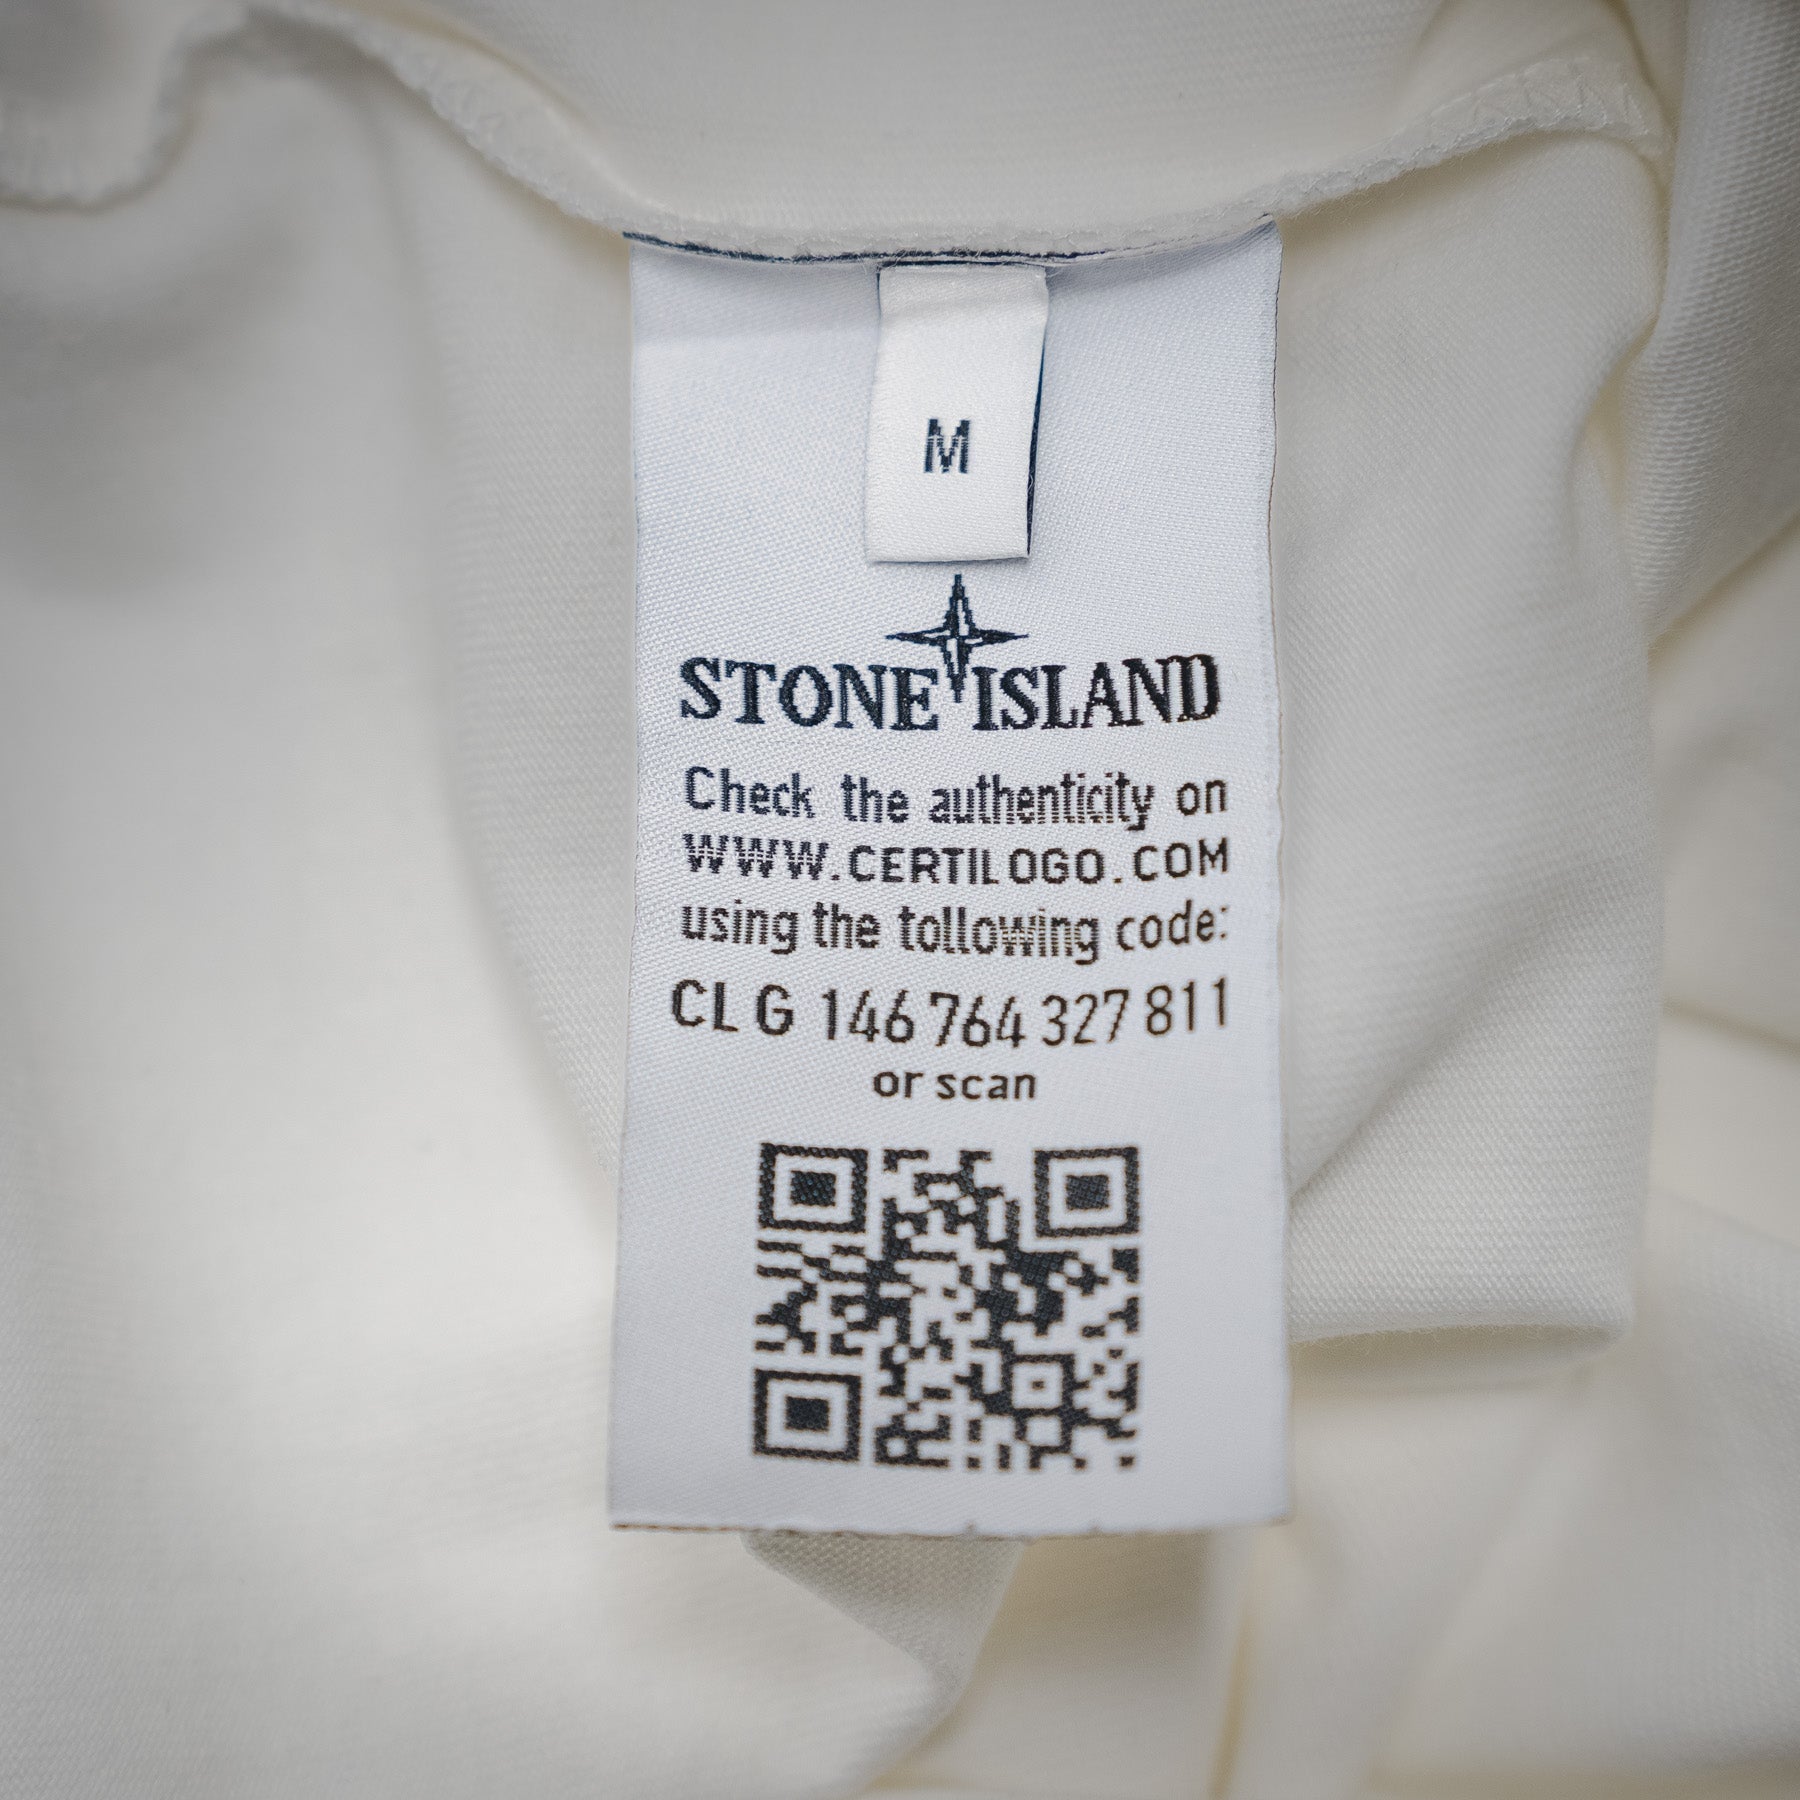 M
STONE ISLAND
Check the authenticity on
WWW.CERTILOGO.COM
using the tollowing code:
CLG 146 764 327 811
or scan